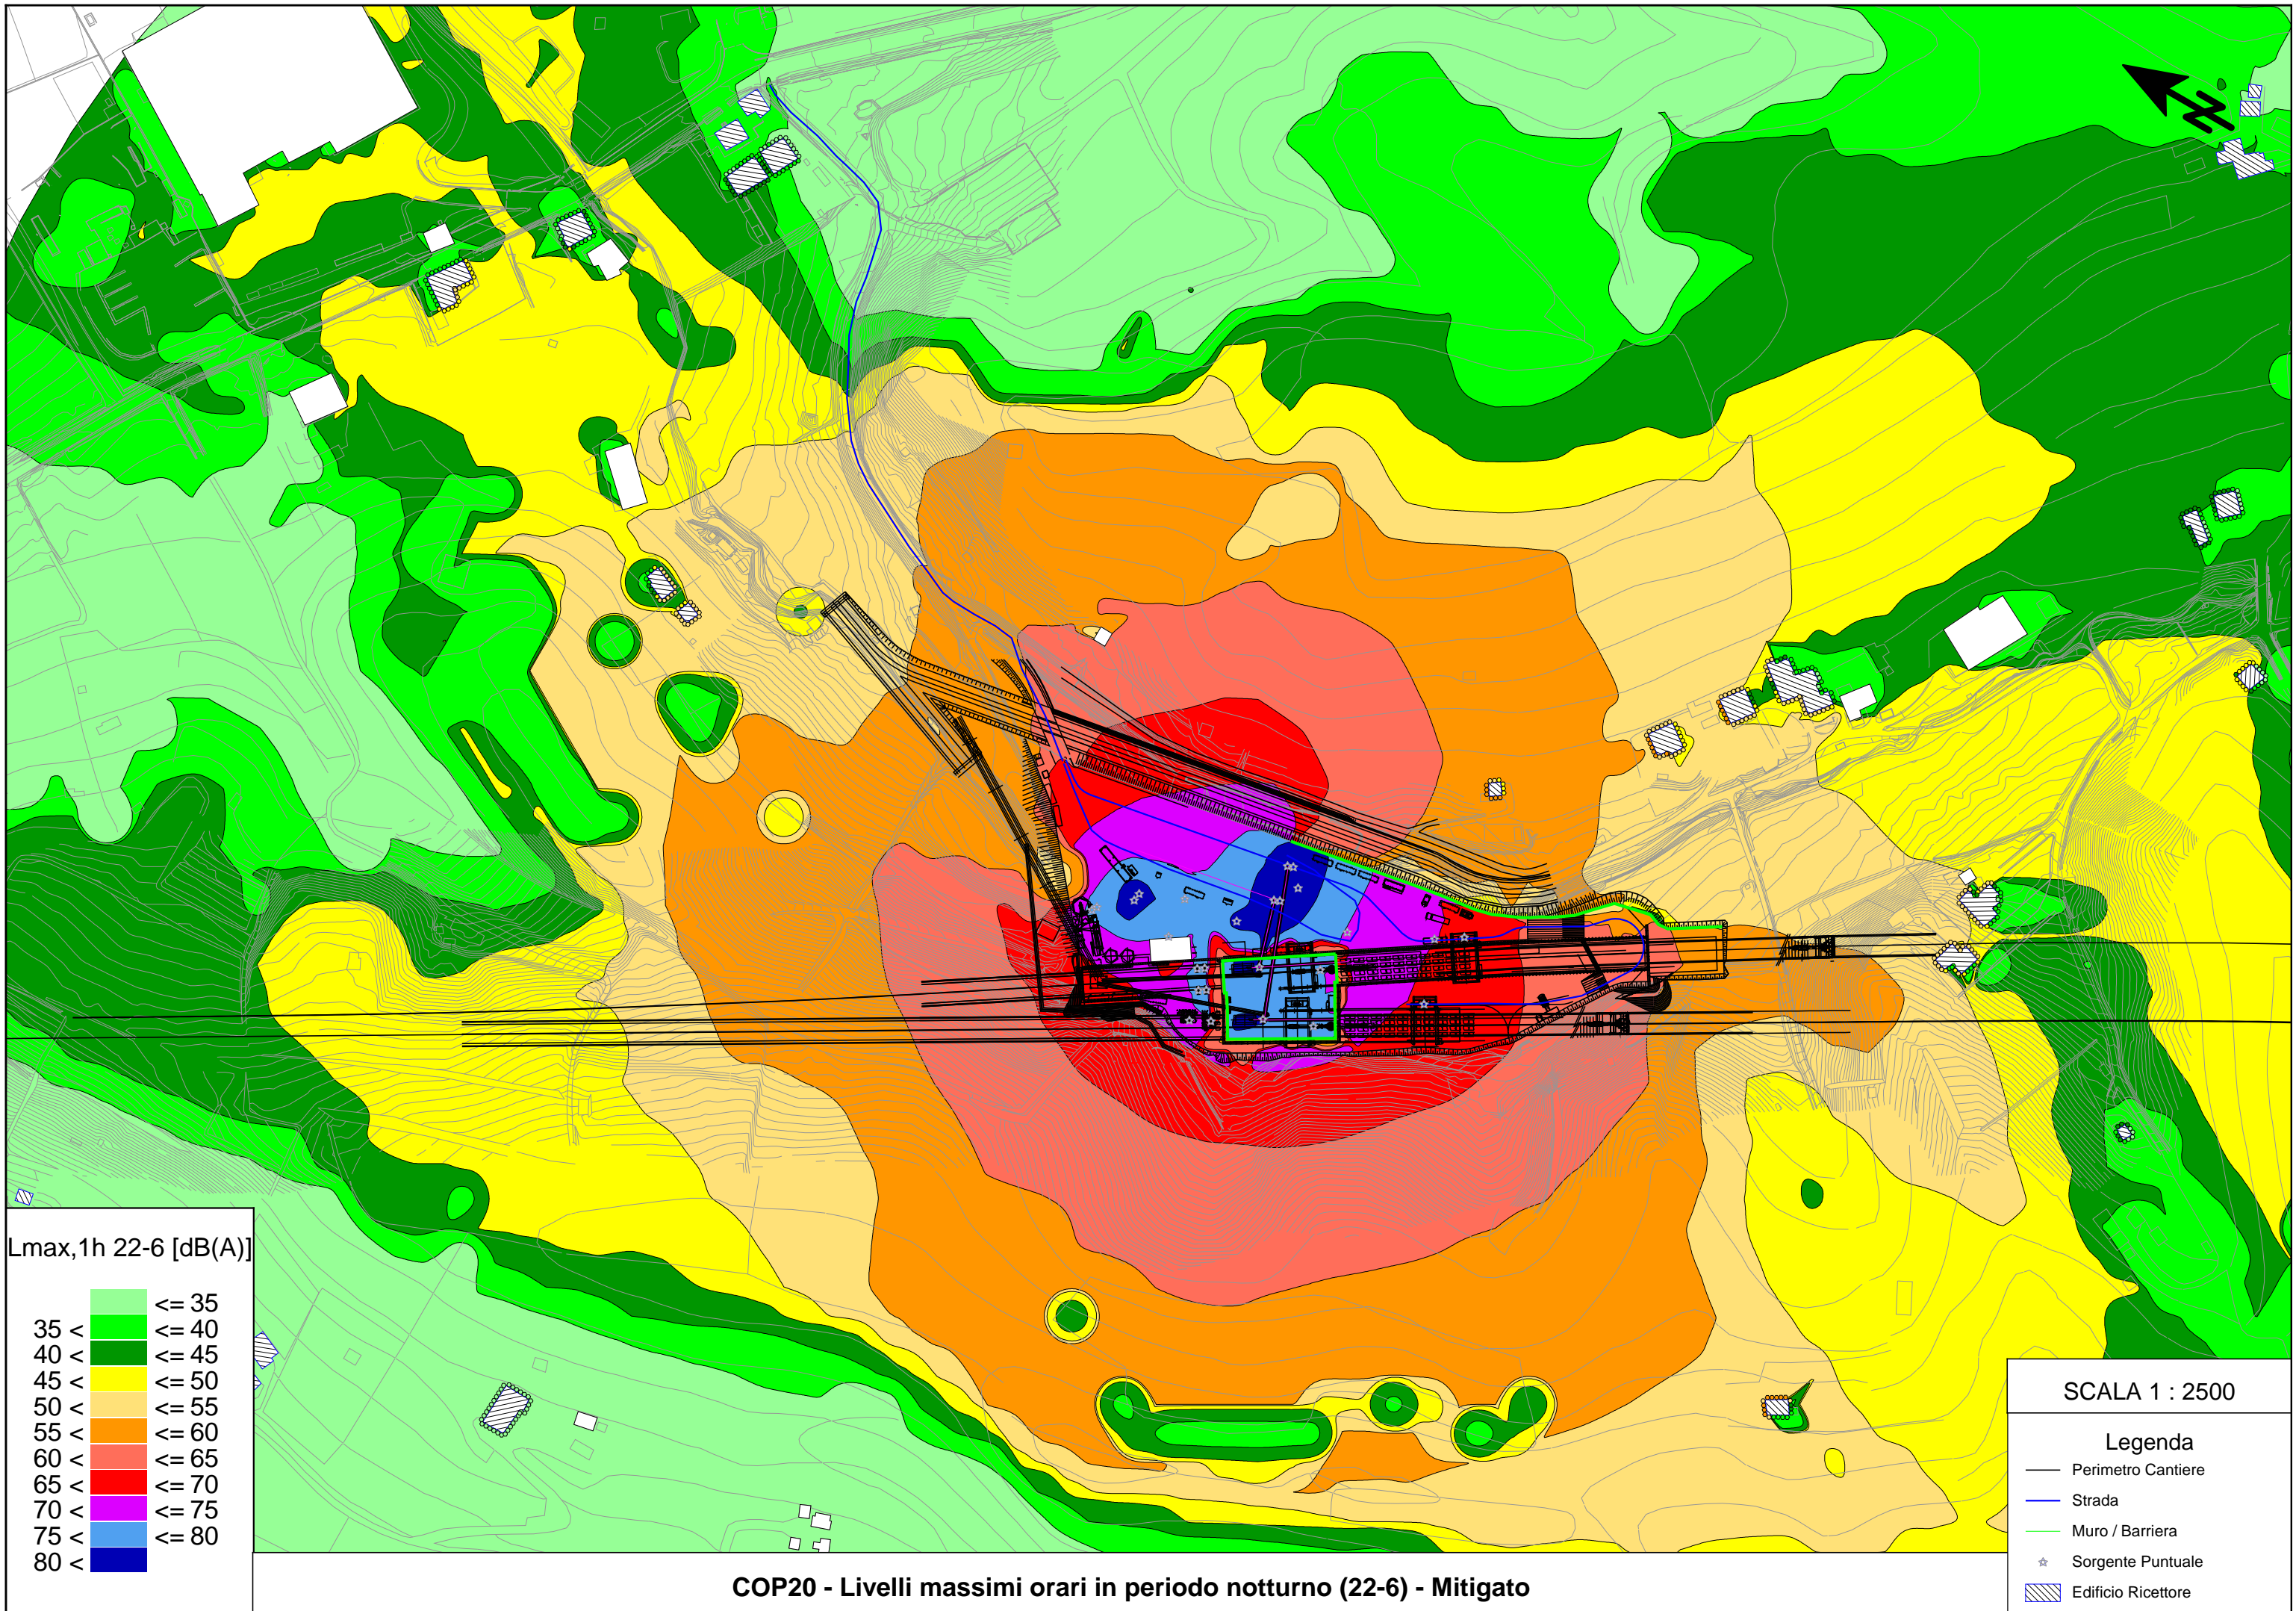 N
Lmax,1h 22-6 [dB(A)]
<= 35
35 < <= 40
40 < <= 45
45 < <= 50
50 < <= 55
55 < <= 60
60 < <= 65
65 < <= 70
70 < <= 75
75 < <= 80
80 <
SCALA 1 : 2500
Legenda
Perimetro Cantiere
Strada
Muro / Barriera
Sorgente Puntuale
Edificio Ricettore
COP20 - Livelli massimi orari in periodo notturno (22-6) - Mitigato